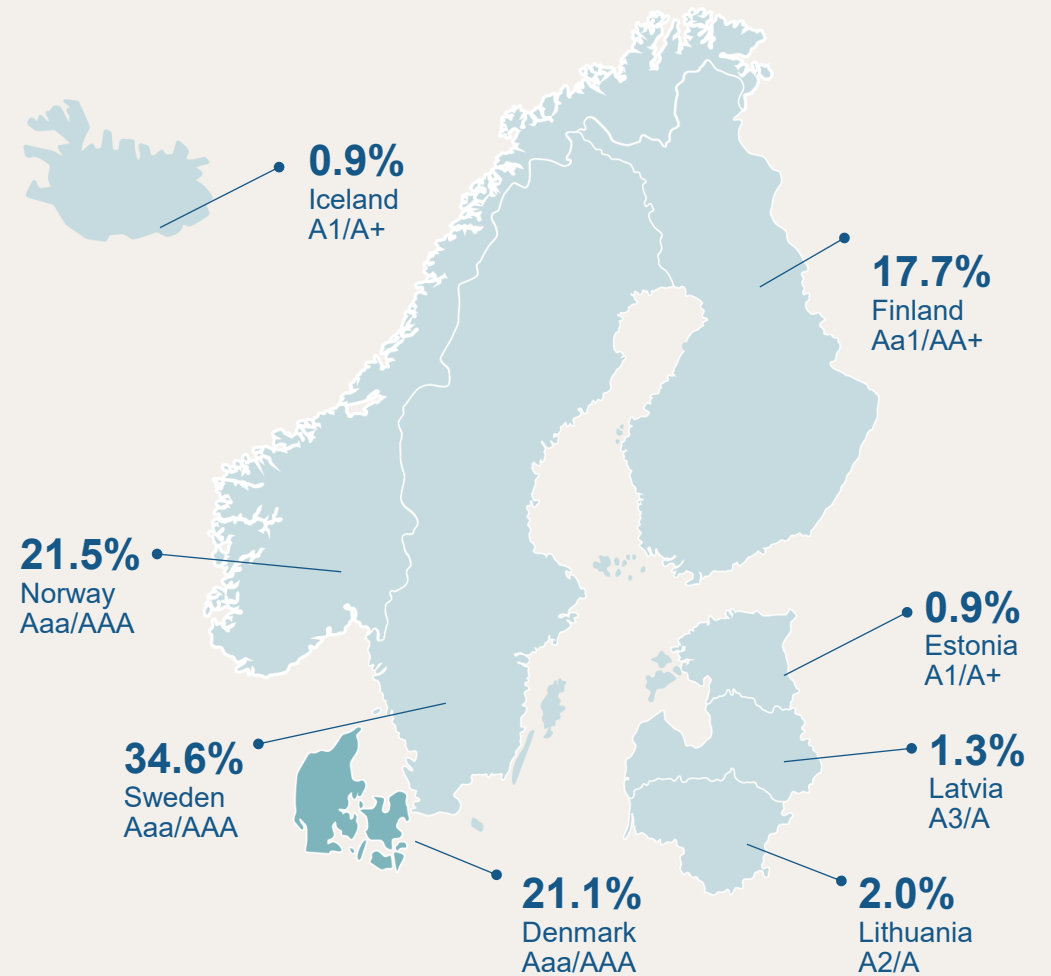 0.9%
Iceland
A1/A+
17.7%
Finland
Aa1/AA+
21.5%
Norway
Aaa/AAA
0.9%
Estonia
A1/A+
34.6%
Sweden
Aaa/AAA
1.3%
Latvia
A3/A
21.1%
Denmark
Aaa/AAA
2.0%
Lithuania
A2/A